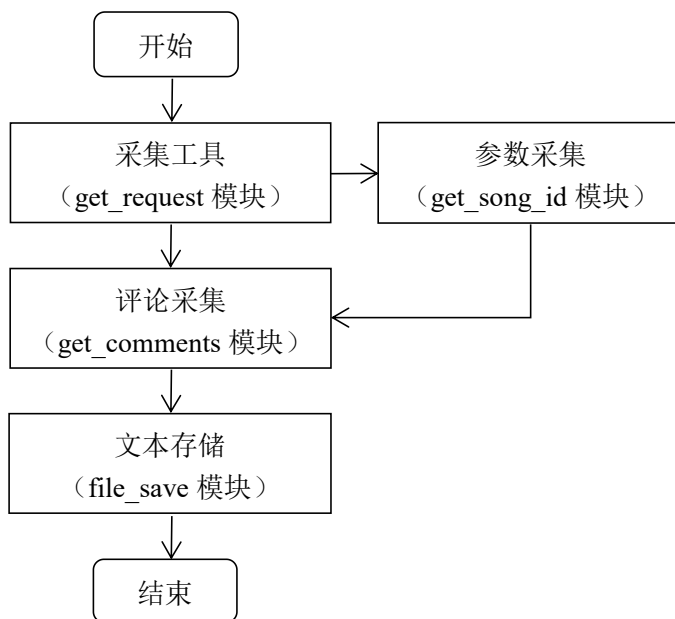 开始
采集工具
（get_request 模块）
参数采集
（get_song_id 模块）
评论采集
（get_comments 模块）
文本存储
（file_save 模块）
结束